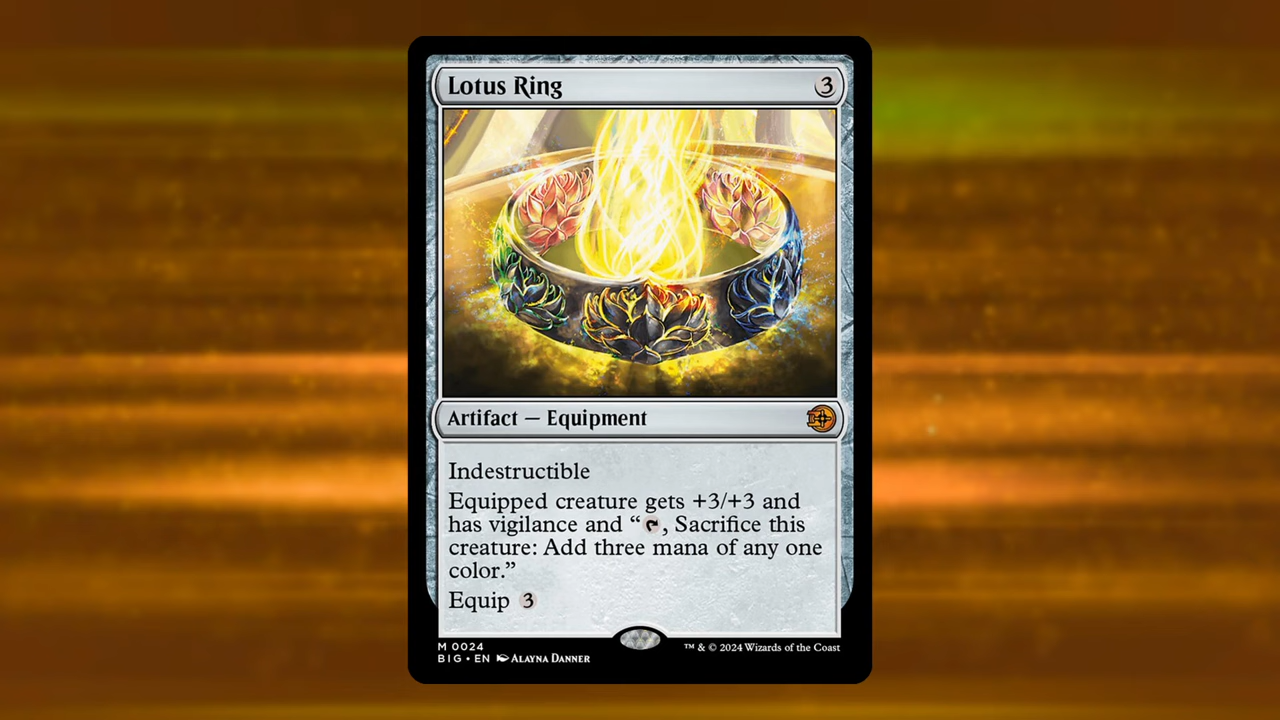 Lotus Ring 3
Artifact — Equipment
Indestructible
Equipped creature gets +3/+3 and
has vigilance and “ , Sacrifice this
creature: Add three mana of any one
color.”
Equip 3
M 0024
BIG • EN ALAYNA DANNER
™ & © 2024 Wizards of the Coast